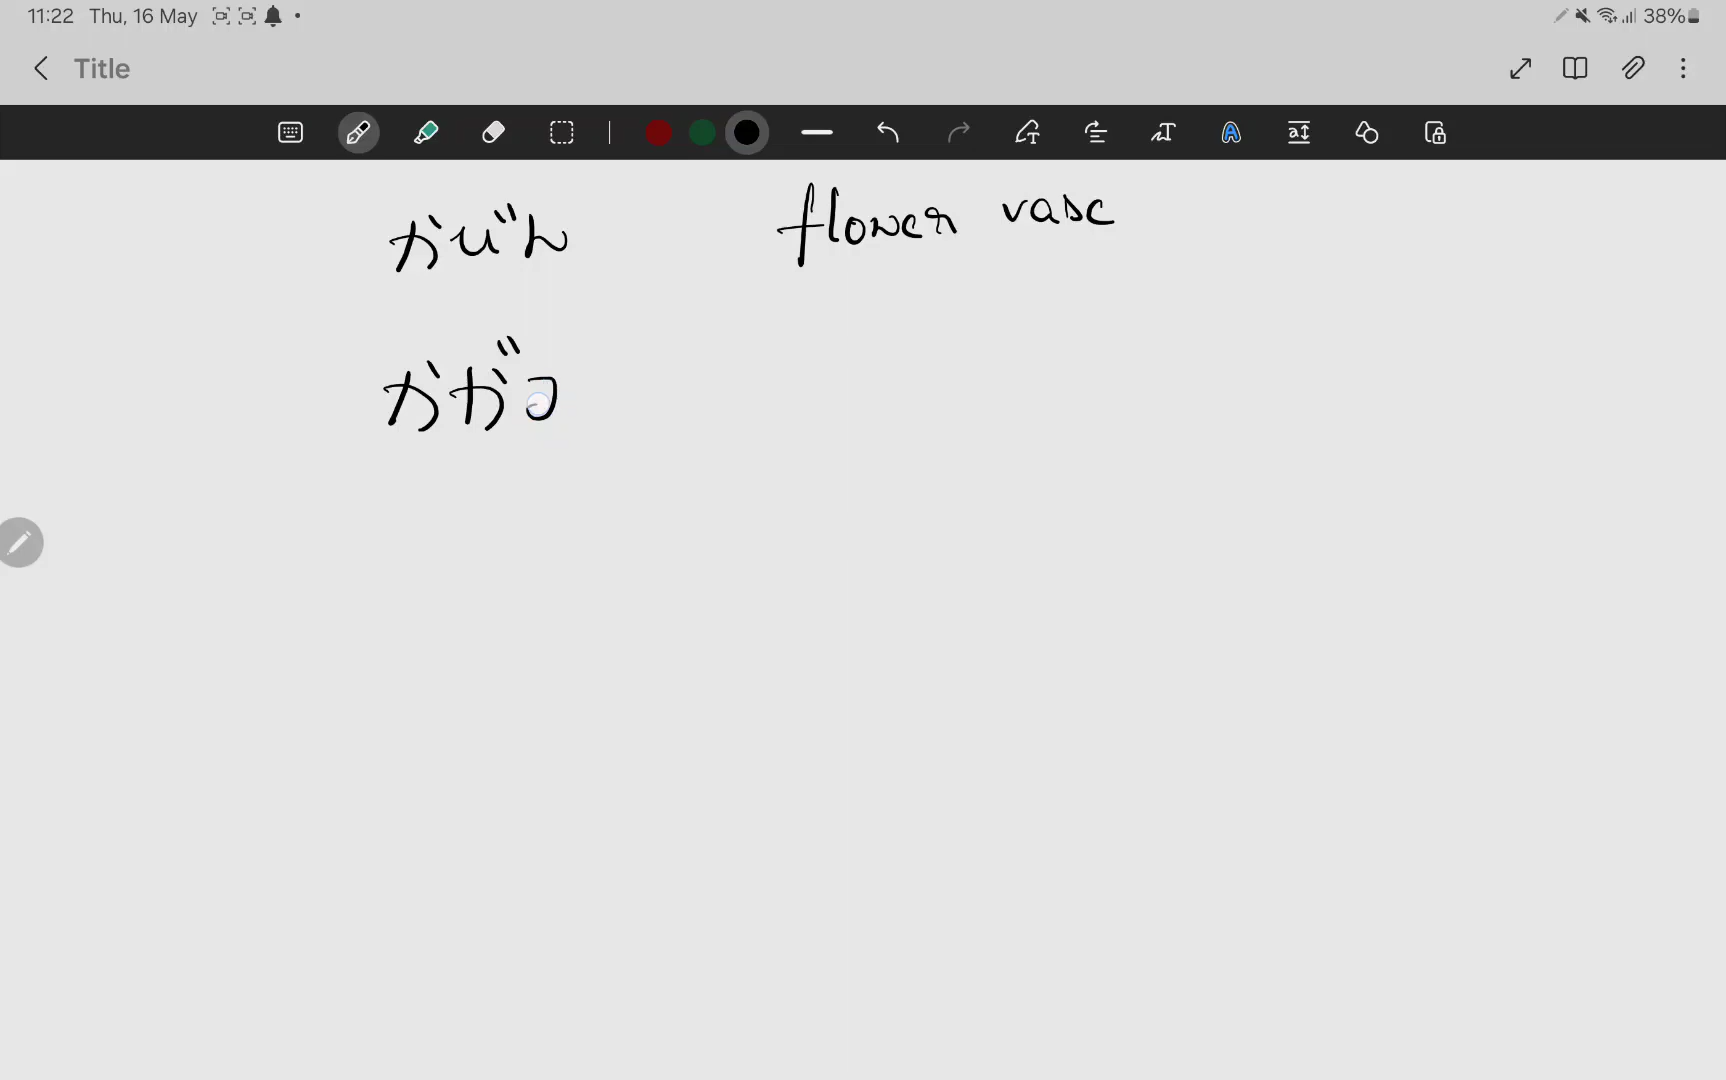 11:22 Thu, 16 May 38%
Title
かびん flower vase
かが